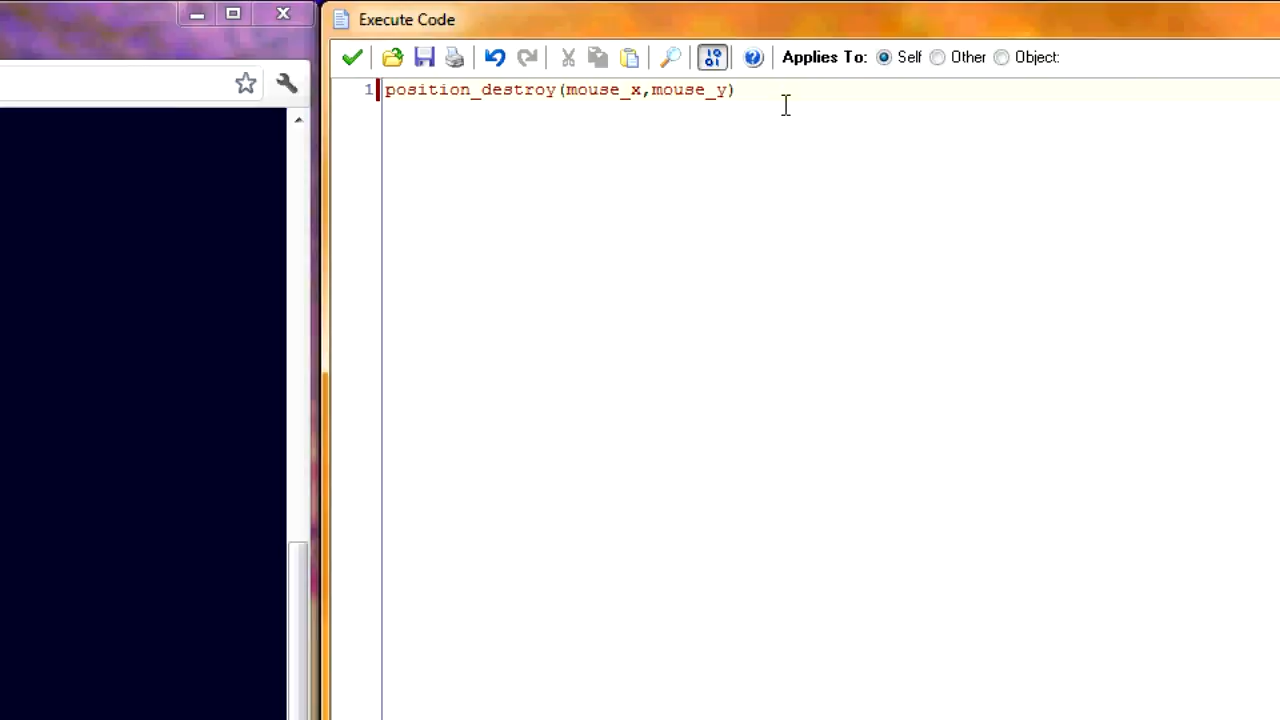 Execute Code
Applies To: Self Other Object:
1 position_destroy(mouse_x,mouse_y)